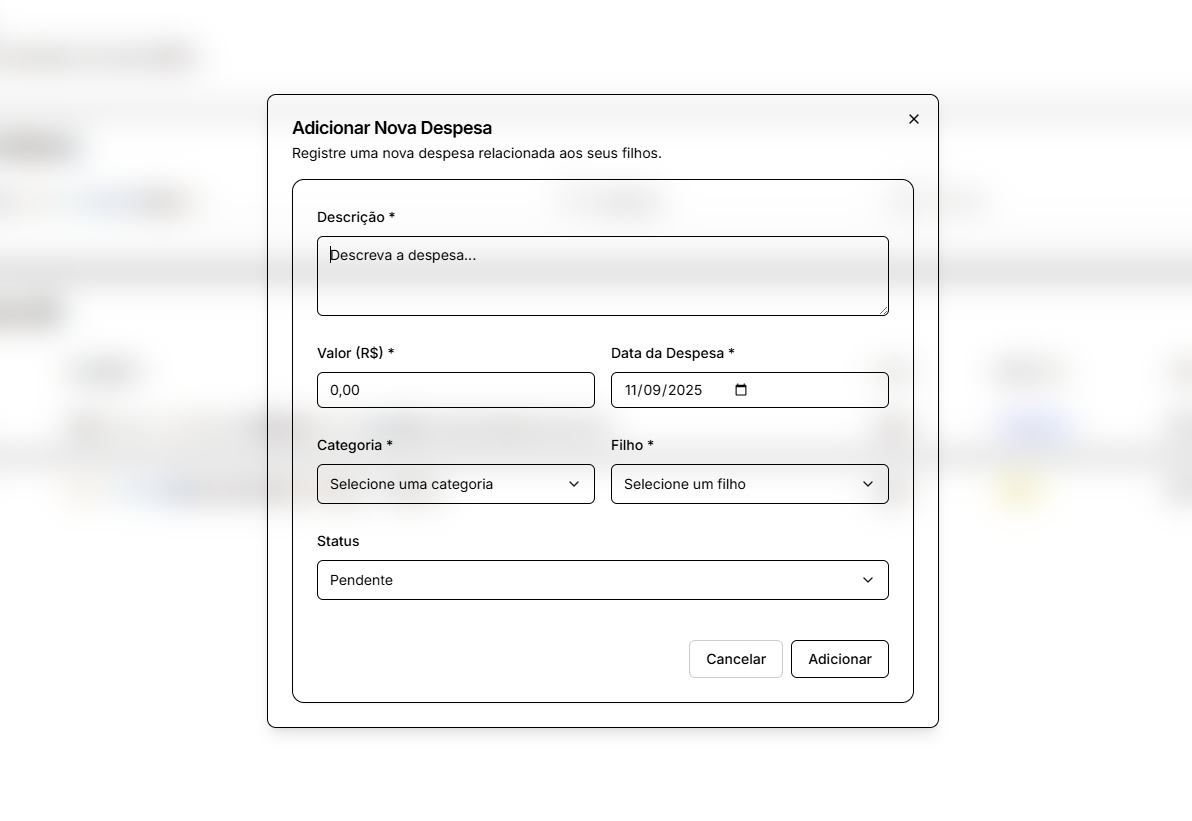 Adicionar Nova Despesa
Registre uma nova despesa relacionada aos seus filhos.
Descrição *
Descreva a despesa...
Valor (R$) *
Data da Despesa *
0,00
11/09/2025
Categoria *
Filho *
Selecione uma categoria
Selecione um filho
Status
Pendente
Cancelar
Adicionar